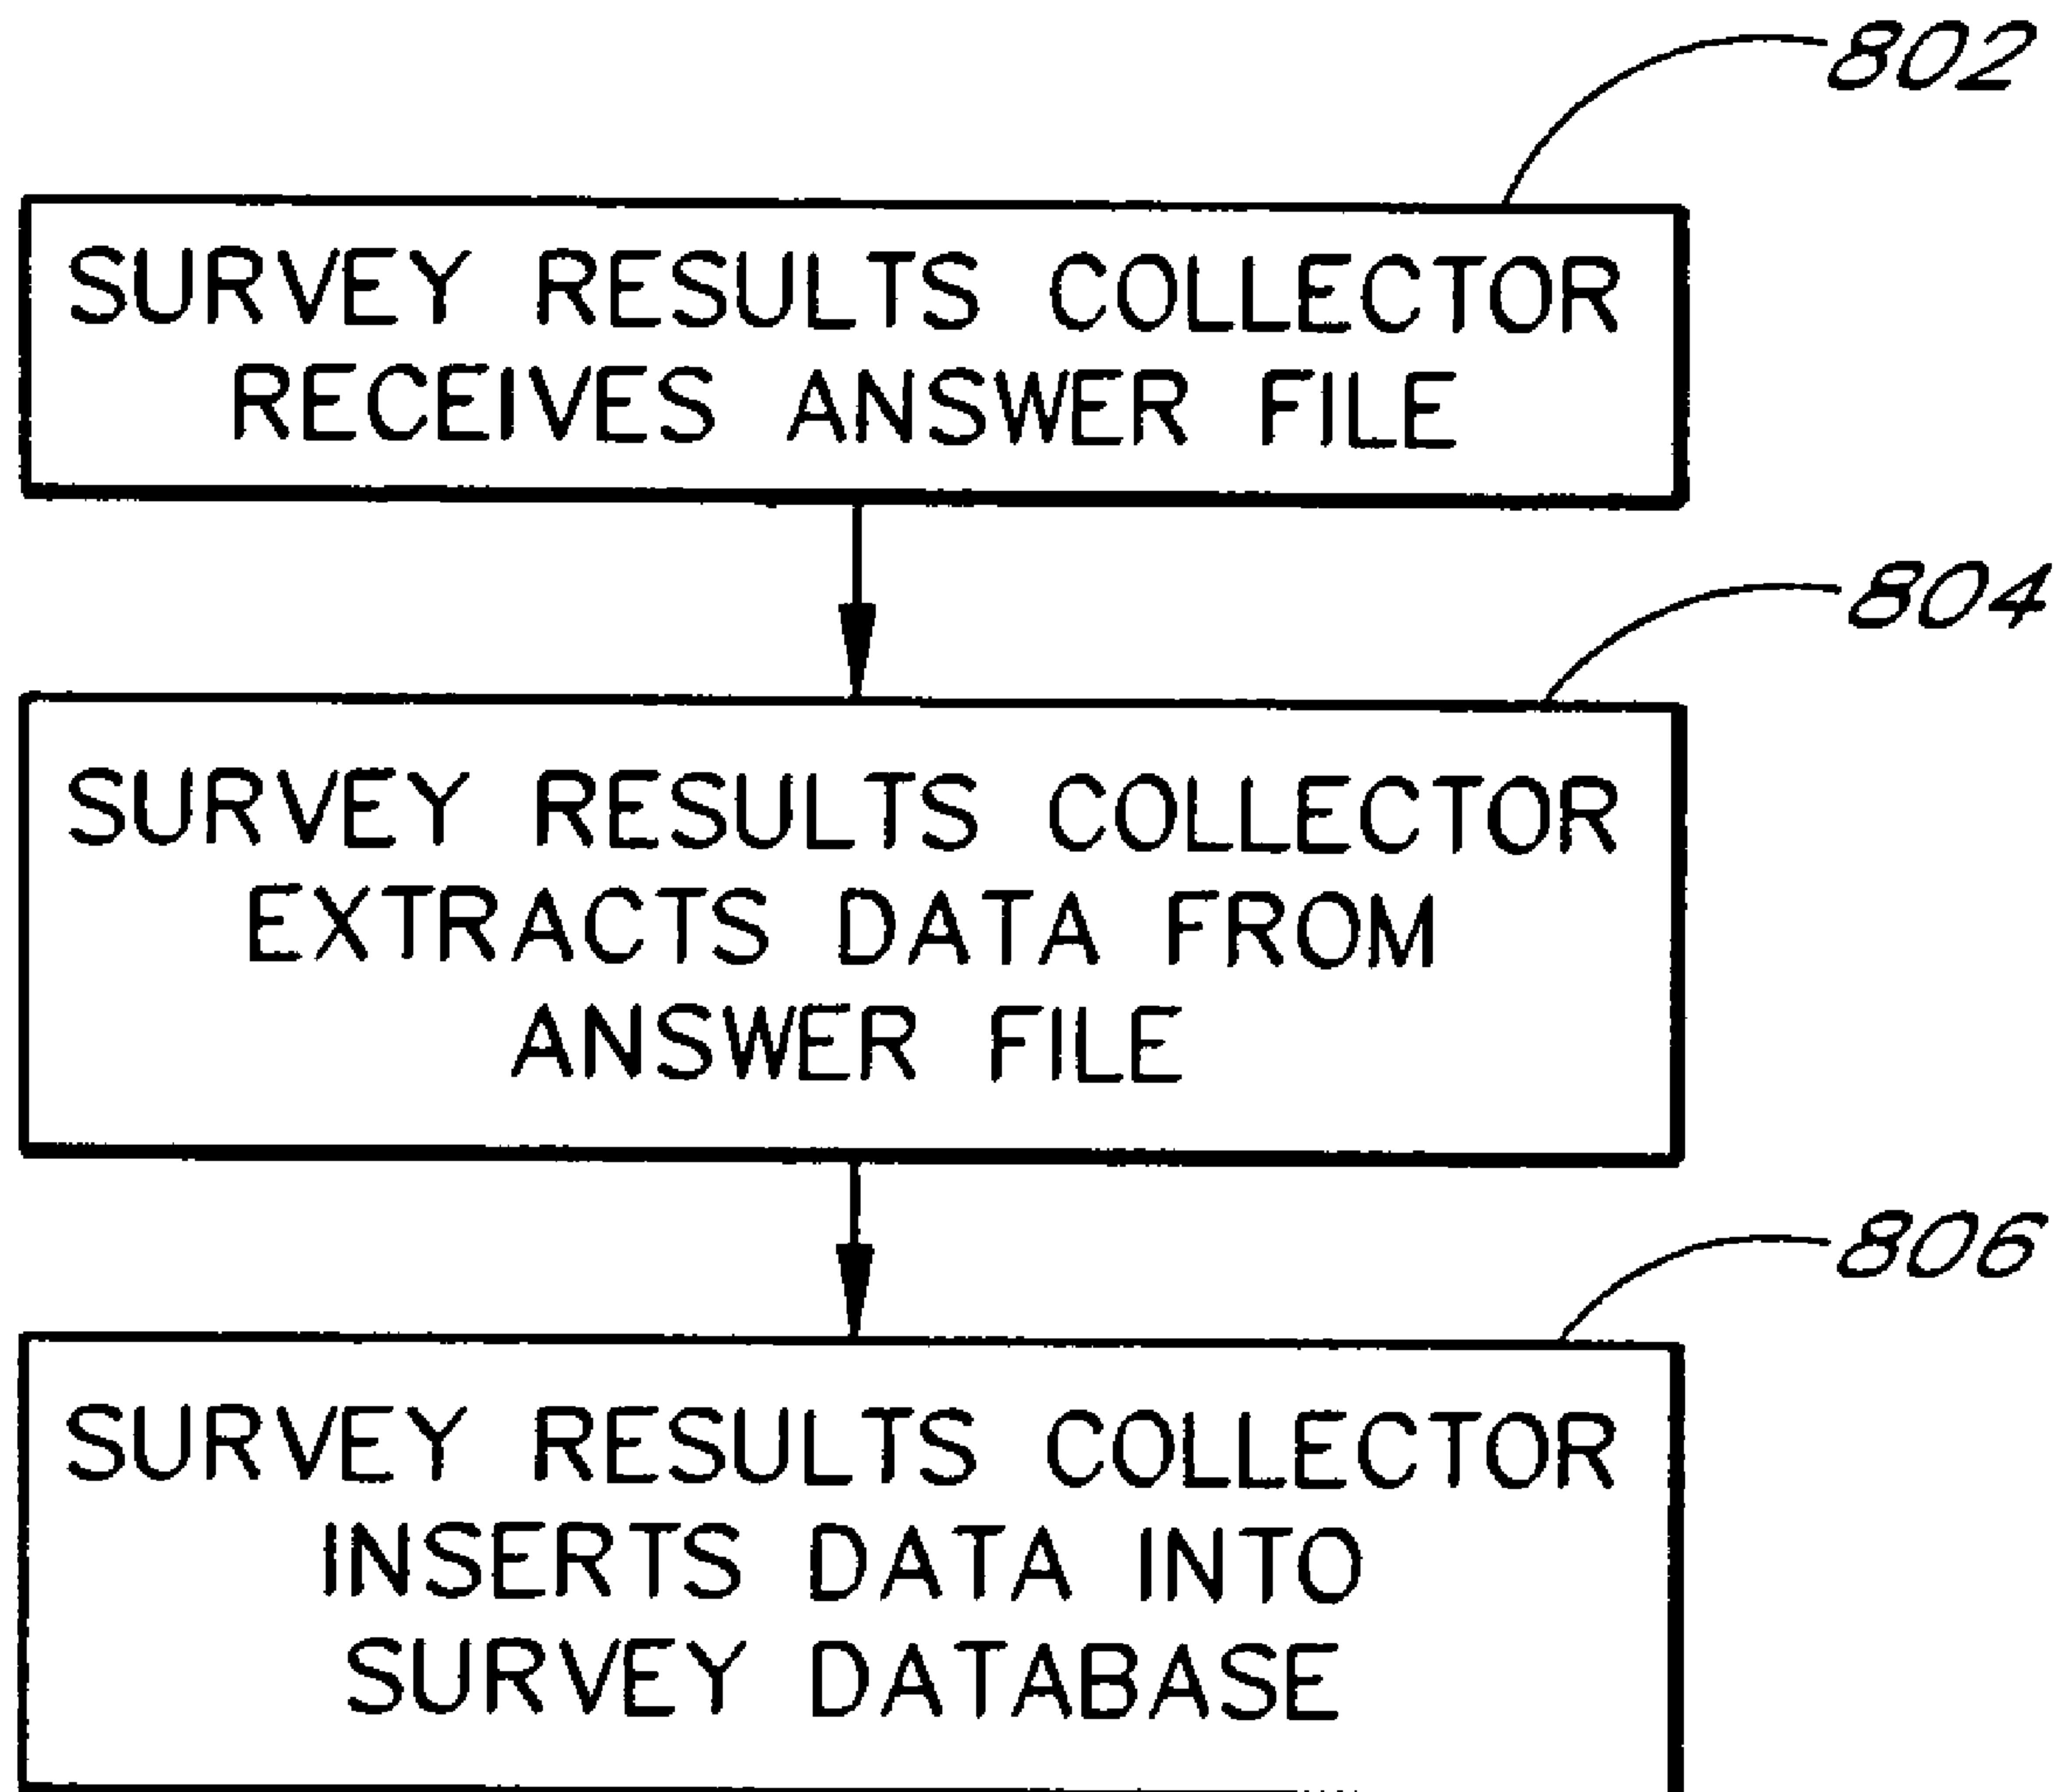 802
SURVEY RESULTS COLLECTOR
RECEIVES ANSWER FILE
804
SURVEY RESULTS COLLECTOR
EXTRACTS DATA FROM
ANSWER FILE
806
SURVEY RESULTS COLLECTOR
INSERTS DATA INTO
SURVEY DATABASE